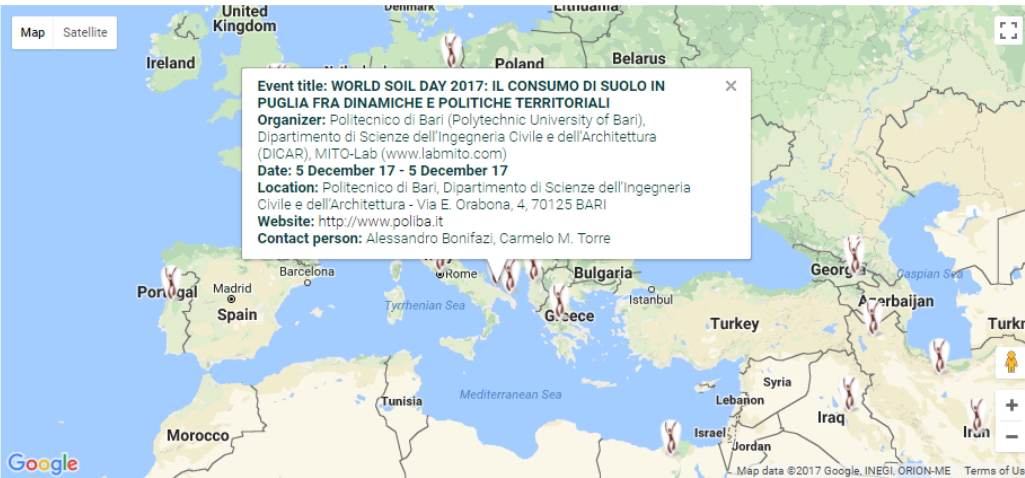 United
Kingdom
Denmark
Lithuania
Map Satellite
Ireland
Poland
Belarus
Event title: WORLD SOIL DAY 2017: IL CONSUMO DI SUOLO IN
PUGLIA FRA DINAMICHE E POLITICHE TERRITORIALI
Organizer: Politecnico di Bari (Polytechnic University of Bari),
Dipartimento di Scienze dell'Ingegneria Civile e dell'Architettura
(DICAR), MITO-Lab (www.labmito.com)
Date: 5 December 17 - 5 December 17
Location: Politecnico di Bari, Dipartimento di Scienze dell'Ingegneria
Civile e dell'Architettura - Via E. Orabona, 4, 70125 BARI
Website: http://www.poliba.it
Contact person: Alessandro Bonifazi, Carmelo M. Torre
Barcelona
Rome
Bulgaria
Georgia
Caspian Sea
Portugal
Madrid
Spain
Tyrrhenian Sea
Istanbul
Greece
Azerbaijan
Turkey
Mediterranean Sea
Tunisia
Syria
Lebanon
Iraq
Iran
Morocco
Israel
Jordan
Google
Map data ©2017 Google, INEGI, ORION-ME Terms of Us